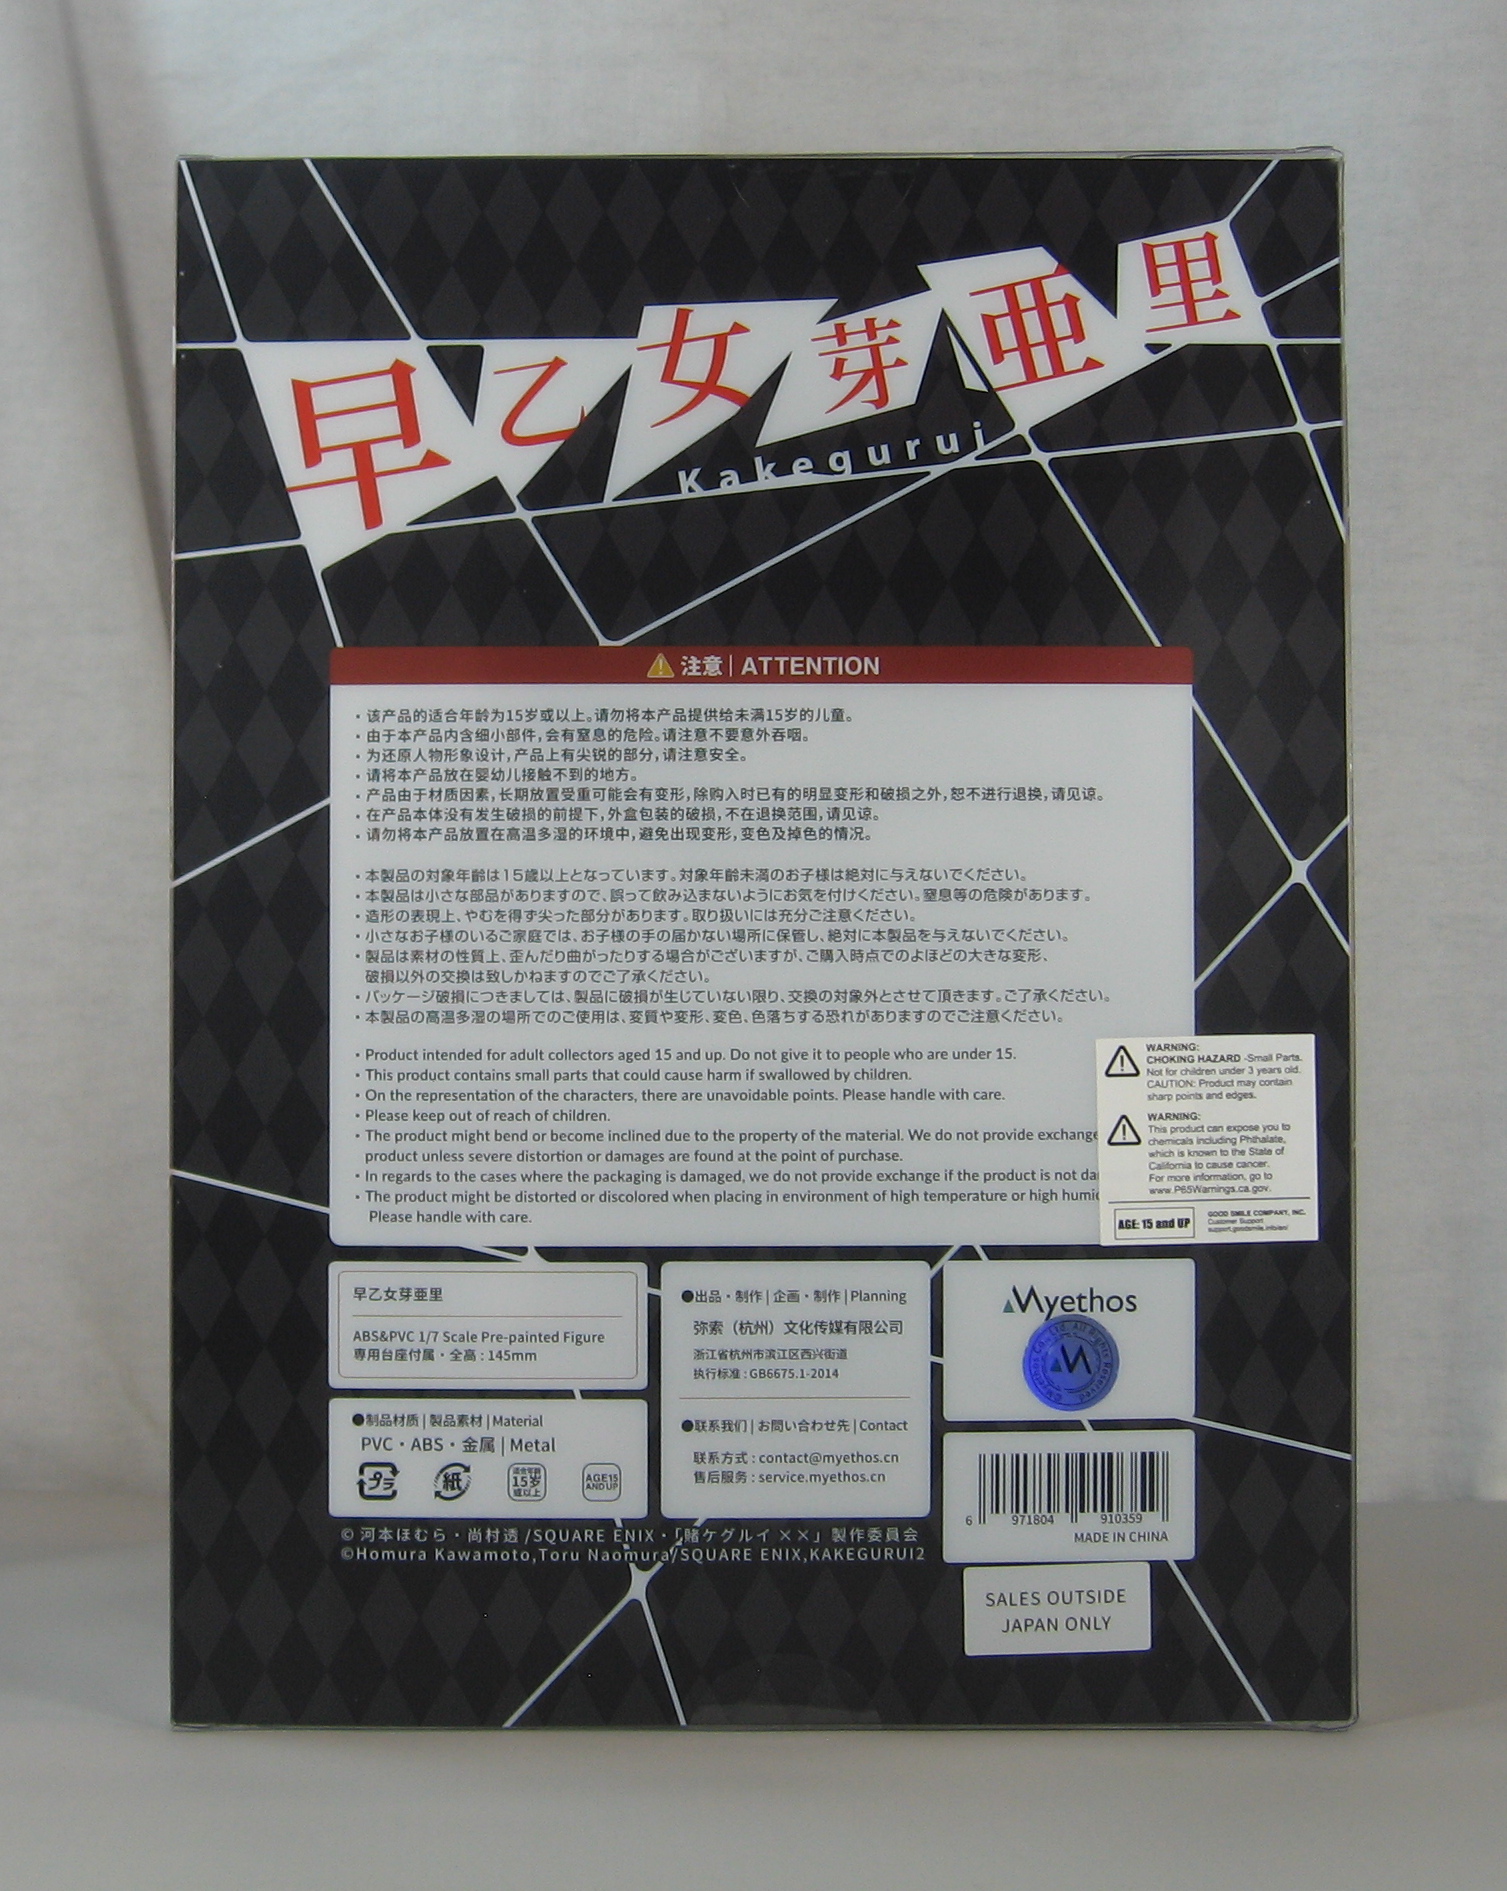 早乙女芽亜里
Kakegurui
注意 | ATTENTION
・该产品的适合年龄为15岁或以上。请勿将本产品提供给未满15岁的儿童。
・由于本产品内含细小部件,会有窒息的危险。请注意不要意外吞咽。
・为还原人物形象设计,产品上有尖锐的部分,请注意安全。
・请将本产品放在婴幼儿接触不到的地方。
・产品由于材质因素,长期放置受重可能会有变形,除购入时已有的明显变形和破损之外,恕不进行退换,请见谅。
・在产品本体没有发生破损的前提下,外盒包装的破损,不在退换范围,请见谅。
・请勿将本产品放置在高温多湿的环境中,避免出现变形,变色及掉色的情况。
・本製品の対象年齢は15歳以上となっています。対象年齢未満のお子様は絶対に与えないでください。
・本製品は小さな部品がありますので、誤って飲み込まないようにお気を付けください。窒息等の危険があります。
・造形の表現上、やむを得ず尖った部分があります。取り扱いには充分ご注意ください。
・小さなお子様のいるご家庭では、お子様の手の届かない場所に保管し、絶対に本製品を与えないでください。
・製品は素材の性質上、歪んだり曲がったりする場合がございますが、ご購入時点でのよほどの大きな変形、
破損以外の交換は致しかねますのでご了承ください。
・パッケージ破損につきましては、製品に破損が生じていない限り、交換の対象外とさせて頂きます。ご了承ください。
・本製品の高温多湿の場所でのご使用は、変質や変形、変色、色落ちする恐れがありますのでご注意ください。
・Product intended for adult collectors aged 15 and up. Do not give it to people who are under 15.
・This product contains small parts that could cause harm if swallowed by children.
・On the representation of the characters, there are unavoidable points. Please handle with care.
・Please keep out of reach of children.
・The product might bend or become inclined due to the property of the material. We do not provide exchange
product unless severe distortion or damages are found at the point of purchase.
・In regards to the cases where the packaging is damaged, we do not provide exchange if the product is not da
・The product might be distorted or discolored when placing in environment of high temperature or high humi
Please handle with care.
WARNING:
CHOKING HAZARD -Small Parts.
Not for children under 3 years old.
CAUTION: Product may contain
sharp points and edges.
WARNING:
This product can expose you to
chemicals including Phthalate,
which is known to the State of
California to cause cancer.
For more information, go to
www.P65Warnings.ca.gov.
AGE: 15 and UP
GOOD SMILE COMPANY, INC.
Customer Support
support.goodsmile.info/en/
早乙女芽亜里
ABS&PVC 1/7 Scale Pre-painted Figure
専用台座付属・全高 : 145mm
●制品材质 | 製品素材 | Material
PVC・ABS・金属 | Metal
プラ
紙
适合年龄
15岁
或以上
AGE15
AND UP
●出品・制作 | 企画・制作 | Planning
弥索（杭州）文化传媒有限公司
浙江省杭州市滨江区西兴街道
执行标准 : GB6675.1-2014
●联系我们 | お問い合わせ先 | Contact
联系方式 : contact@myethos.cn
售后服务 : service.myethos.cn
Myethos
©Myethos Co., Ltd. All Rights Reserved
M
6 971804 910359
MADE IN CHINA
© 河本ほむら・尚村透 /SQUARE ENIX・「賭ケグルイ ××」製作委員会
©Homura Kawamoto,Toru Naomura/SQUARE ENIX,KAKEGURUI2
SALES OUTSIDE
JAPAN ONLY